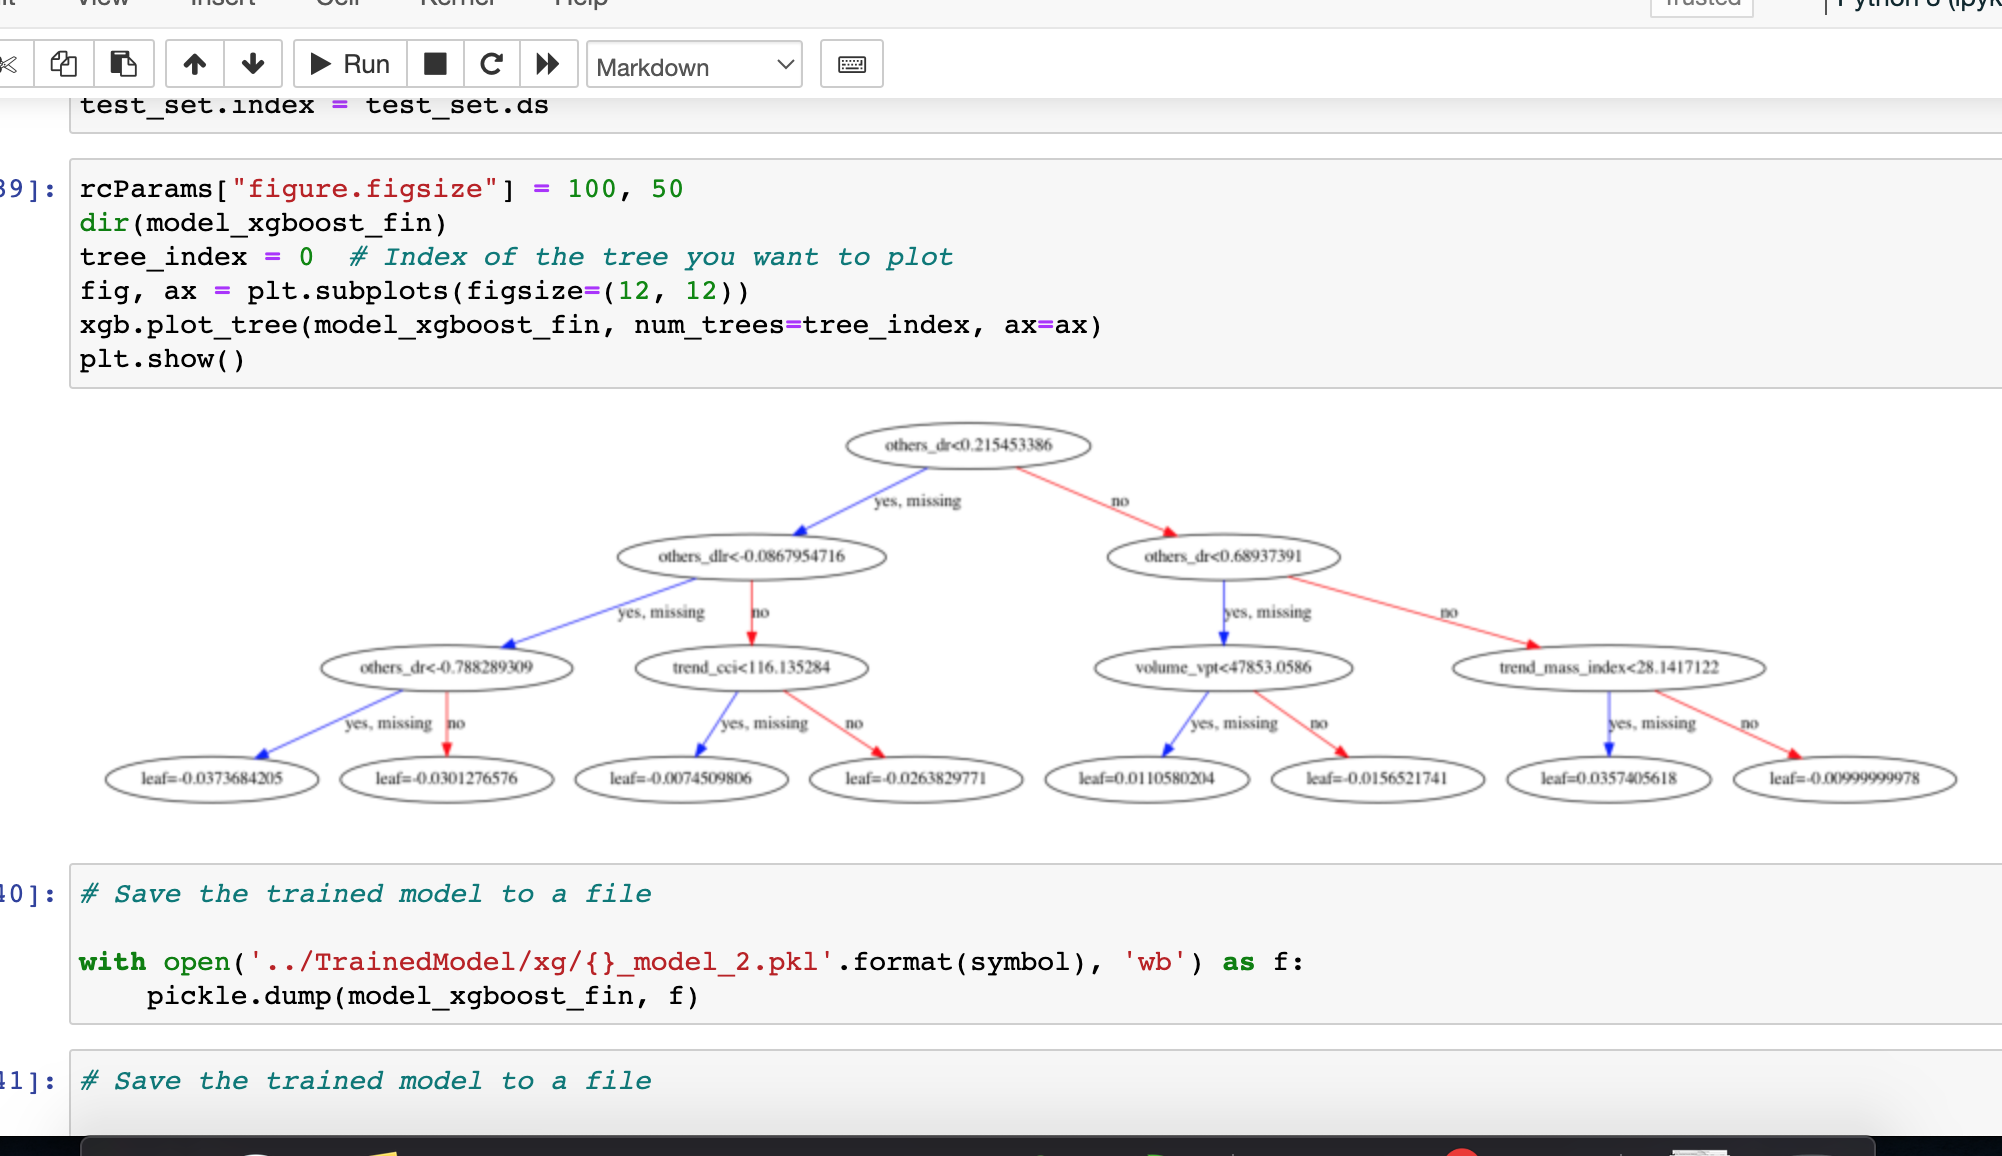 View Insert Cell Kernel Help Trusted
Run Markdown
test_set.index = test_set.ds
39]: rcParams["figure.figsize"] = 100, 50
dir(model_xgboost_fin)
tree_index = 0  # Index of the tree you want to plot
fig, ax = plt.subplots(figsize=(12, 12))
xgb.plot_tree(model_xgboost_fin, num_trees=tree_index, ax=ax)
plt.show()
others_dr<0.215453386
yes, missing no
others_dlr<-0.0867954716 others_dr<0.68937391
yes, missing no yes, missing no
others_dr<-0.788289309 trend_cci<116.135284 volume_vpt<47853.0586 trend_mass_index<28.1417122
yes, missing no yes, missing no yes, missing no yes, missing no
leaf=-0.0373684205 leaf=-0.0301276576 leaf=-0.0074509806 leaf=-0.0263829771 leaf=0.0110580204 leaf=-0.0156521741 leaf=0.0357405618 leaf=-0.00999999978
40]: # Save the trained model to a file
with open('../TrainedModel/xg/{}_model_2.pkl'.format(symbol), 'wb') as f:
    pickle.dump(model_xgboost_fin, f)
41]: # Save the trained model to a file